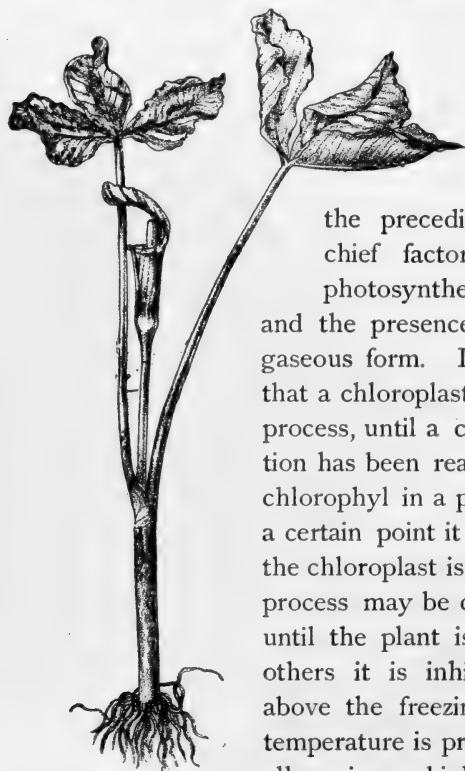 the precedi
chief factor
photosynthe
and the presence
gaseous form. I
that a chloroplast
process, until a c
tion has been rea
chlorophyl in a p
a certain point it
the chloroplast is
process may be c
until the plant is
others it is inhi
above the freezin
temperature is pr